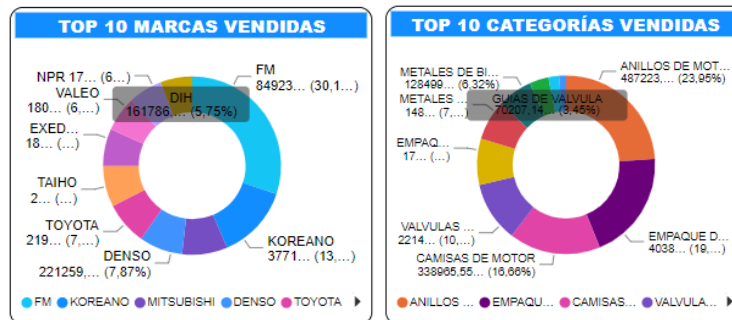 TOP 10 MARCAS VENDIDAS
NPR 17... (6...)
VALEO
180... (6,...)
EXED...
18... (...)
TAIHO
2... (...)
TOYOTA
219... (7,...)
DENSO
221259,... (7,87%)
FM
84923... (30,1...)
DIH
161786,... (5,75%)
KOREANO
3771... (13,...)
FM KOREANO MITSUBISHI DENSO TOYOTA
TOP 10 CATEGORÍAS VENDIDAS
METALES DE BI...
128499... (6,32%)
METALES ...
148... (7,...)
EMPAQ...
17... (...)
VALVULAS ...
2214... (10,...)
CAMISAS DE MOTOR
338965,55... (16,66%)
ANILLOS DE MOT...
487223,... (23,95%)
GUIAS DE VALVULA
70207,14... (3,45%)
EMPAQUE D...
4038... (19,...)
ANILLOS ... EMPAQU... CAMISAS... VALVULA...